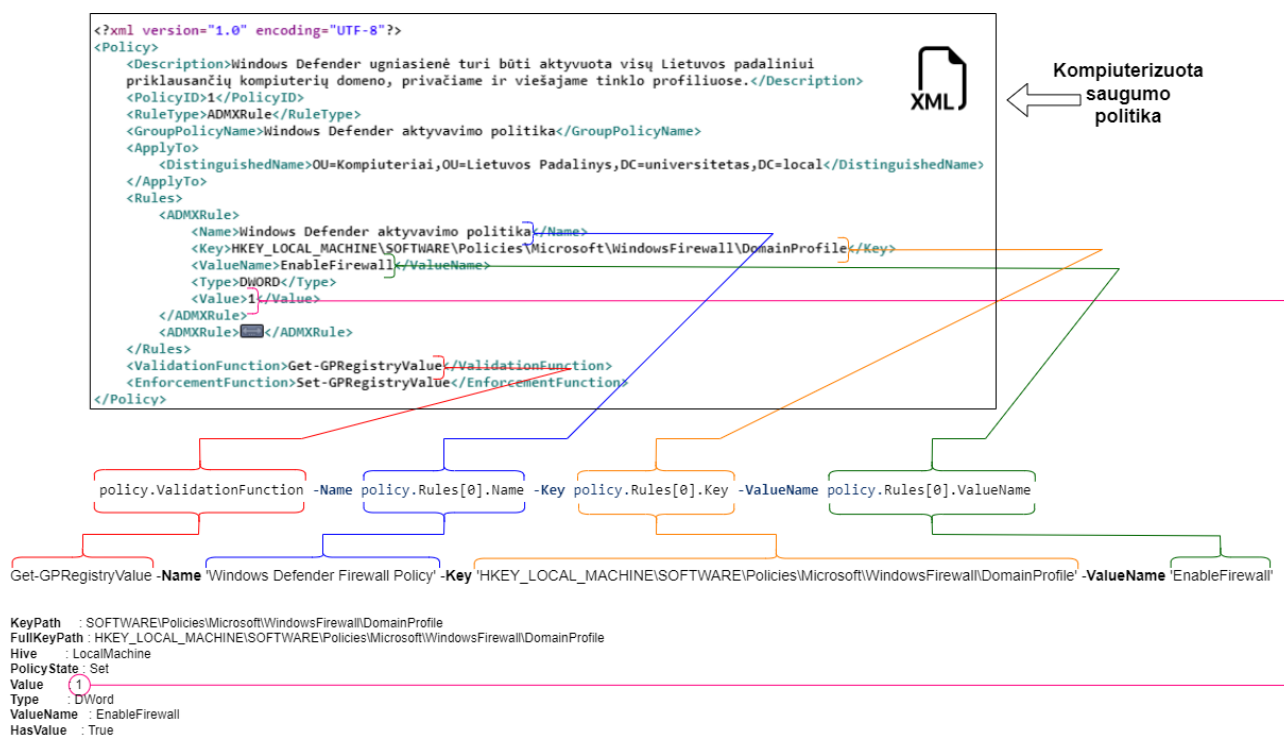 <?xml version="1.0" encoding="UTF-8"?>
<Policy>
<Description>Windows Defender ugniasienė turi būti aktyvuota visų Lietuvos padaliniui
priklausančių kompiuterių domeno, privačiame ir viešajame tinklo profiliuose.</Description>
<PolicyID>1</PolicyID>
<RuleType>ADMXRule</RuleType>
<GroupPolicyName>Windows Defender aktyvavimo politika</GroupPolicyName>
<ApplyTo>
<DistinguishedName>OU=Kompiuteriai,OU=Lietuvos Padalinys,DC=universitetas,DC=local</DistinguishedName>
</ApplyTo>
<Rules>
<ADMXRule>
<Name>Windows Defender aktyvavimo politika</Name>
<Key>HKEY_LOCAL_MACHINE\SOFTWARE\Policies\Microsoft\WindowsFirewall\DomainProfile</Key>
<ValueName>EnableFirewall</ValueName>
<Type>DWORD</Type>
<Value>1</Value>
</ADMXRule>
<ADMXRule></ADMXRule>
</Rules>
<ValidationFunction>Get-GPRegistryValue</ValidationFunction>
<EnforcementFunction>Set-GPRegistryValue</EnforcementFunction>
</Policy>
XML
Kompiuterizuota
saugumo
politika
policy.ValidationFunction -Name policy.Rules[0].Name -Key policy.Rules[0].Key -ValueName policy.Rules[0].ValueName
Get-GPRegistryValue -Name 'Windows Defender Firewall Policy' -Key 'HKEY_LOCAL_MACHINE\SOFTWARE\Policies\Microsoft\WindowsFirewall\DomainProfile' -ValueName 'EnableFirewall'
KeyPath : SOFTWARE\Policies\Microsoft\WindowsFirewall\DomainProfile
FullKeyPath : HKEY_LOCAL_MACHINE\SOFTWARE\Policies\Microsoft\WindowsFirewall\DomainProfile
Hive : LocalMachine
PolicyState : Set
Value : 1
Type : DWord
ValueName : EnableFirewall
HasValue : True